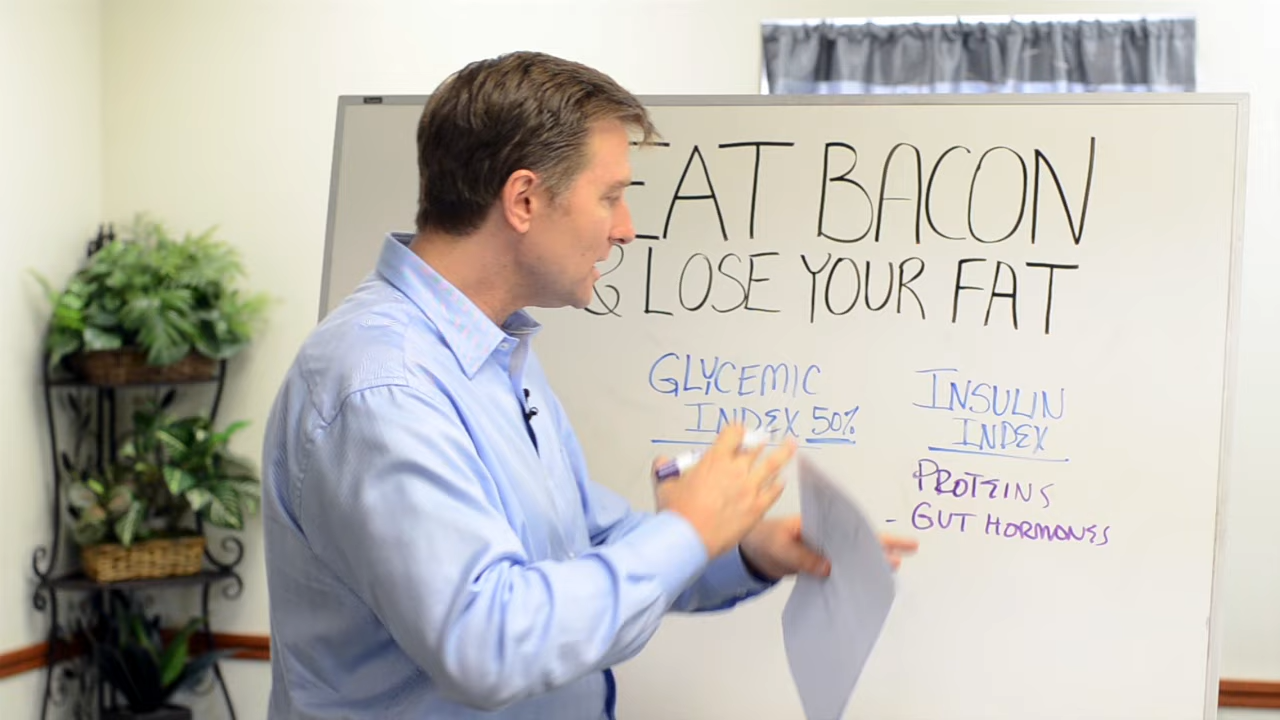 EAT BACON
& LOSE YOUR FAT
GLYCEMIC
INDEX 50%
INSULIN
INDEX
PROTEINS
- GUT HORMONES